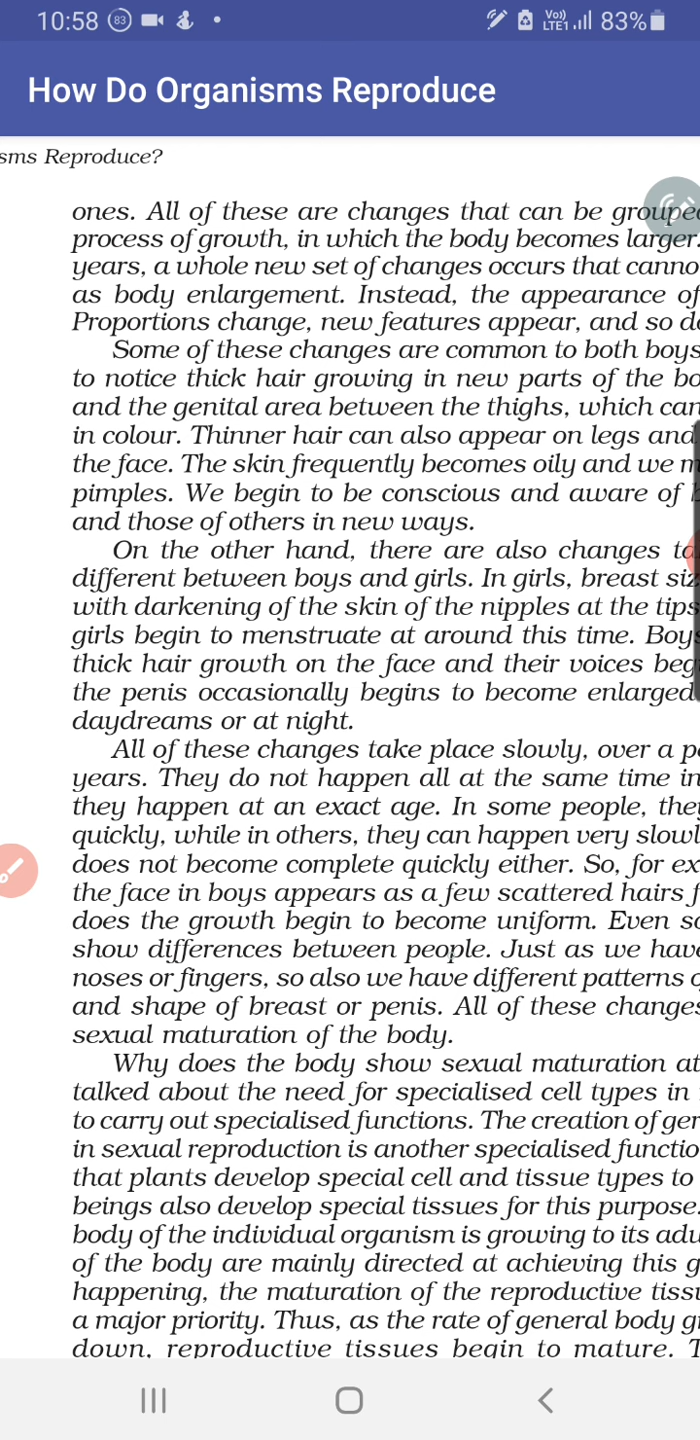 10:58 83 Vo)) LTE1 83%
How Do Organisms Reproduce
sms Reproduce?
ones. All of these are changes that can be groupe
process of growth, in which the body becomes larger.
years, a whole new set of changes occurs that canno
as body enlargement. Instead, the appearance of
Proportions change, new features appear, and so do
Some of these changes are common to both boys
to notice thick hair growing in new parts of the bo
and the genital area between the thighs, which can
in colour. Thinner hair can also appear on legs and
the face. The skin frequently becomes oily and we m
pimples. We begin to be conscious and aware of b
and those of others in new ways.
On the other hand, there are also changes ta
different between boys and girls. In girls, breast siz
with darkening of the skin of the nipples at the tips
girls begin to menstruate at around this time. Boys
thick hair growth on the face and their voices beg
the penis occasionally begins to become enlarged
daydreams or at night.
All of these changes take place slowly, over a pe
years. They do not happen all at the same time in
they happen at an exact age. In some people, they
quickly, while in others, they can happen very slowl
does not become complete quickly either. So, for ex
the face in boys appears as a few scattered hairs f
does the growth begin to become uniform. Even so
show differences between people. Just as we have
noses or fingers, so also we have different patterns o
and shape of breast or penis. All of these changes
sexual maturation of the body.
Why does the body show sexual maturation at
talked about the need for specialised cell types in
to carry out specialised functions. The creation of ger
in sexual reproduction is another specialised functio
that plants develop special cell and tissue types to
beings also develop special tissues for this purpose.
body of the individual organism is growing to its adu
of the body are mainly directed at achieving this g
happening, the maturation of the reproductive tissu
a major priority. Thus, as the rate of general body gr
down, reproductive tissues begin to mature. T